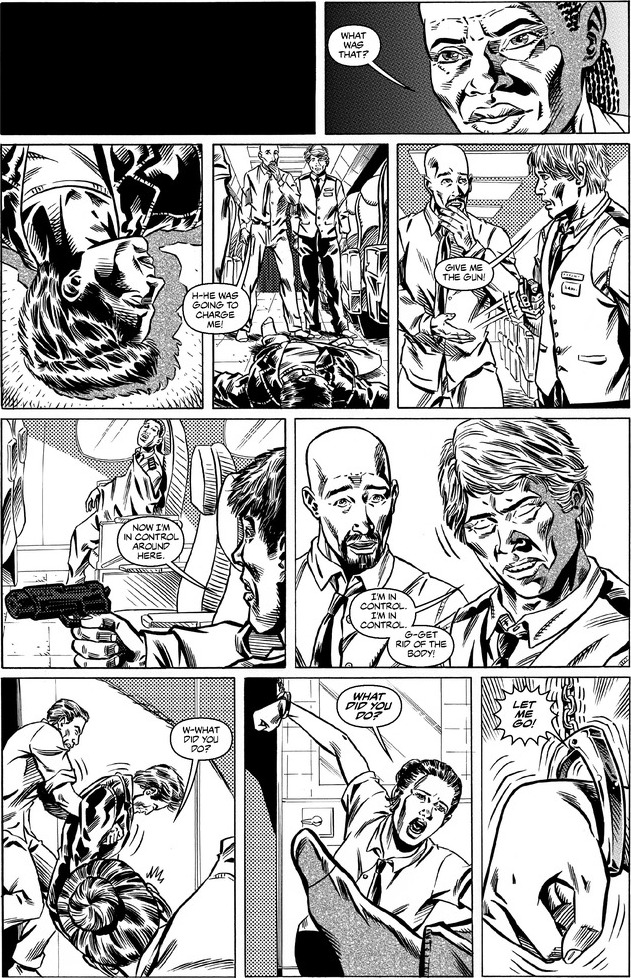 WHAT
WAS
THAT?
H-HE WAS
GOING TO
CHARGE
ME!
GIVE ME
THE GUN!
NOW I'M
IN CONTROL
AROUND
HERE.
I'M IN
CONTROL.
I'M IN
CONTROL.
G-GET
RID OF THE
BODY!
W-WHAT
DID YOU
DO?
WHAT
DID YOU
DO?
LET
ME
GO!